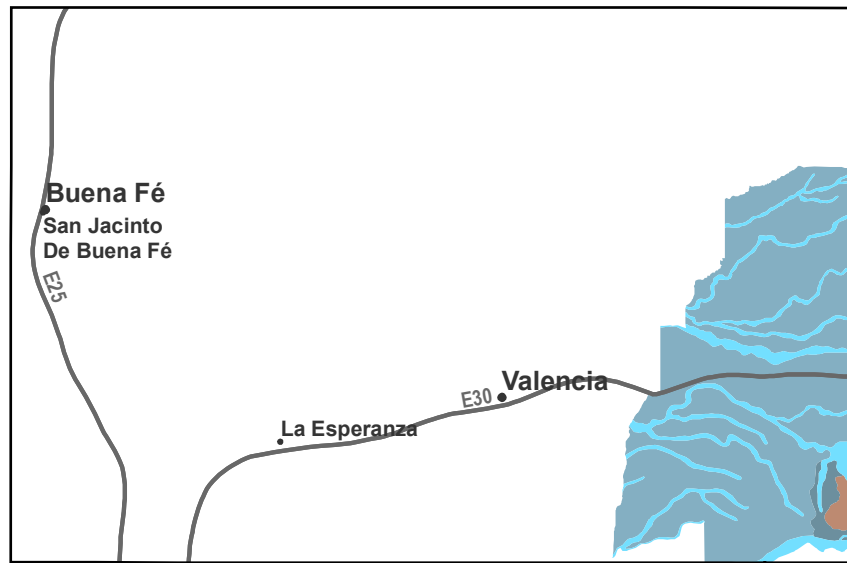 Buena Fé
San Jacinto
De Buena Fé
E25
Valencia
E30
La Esperanza